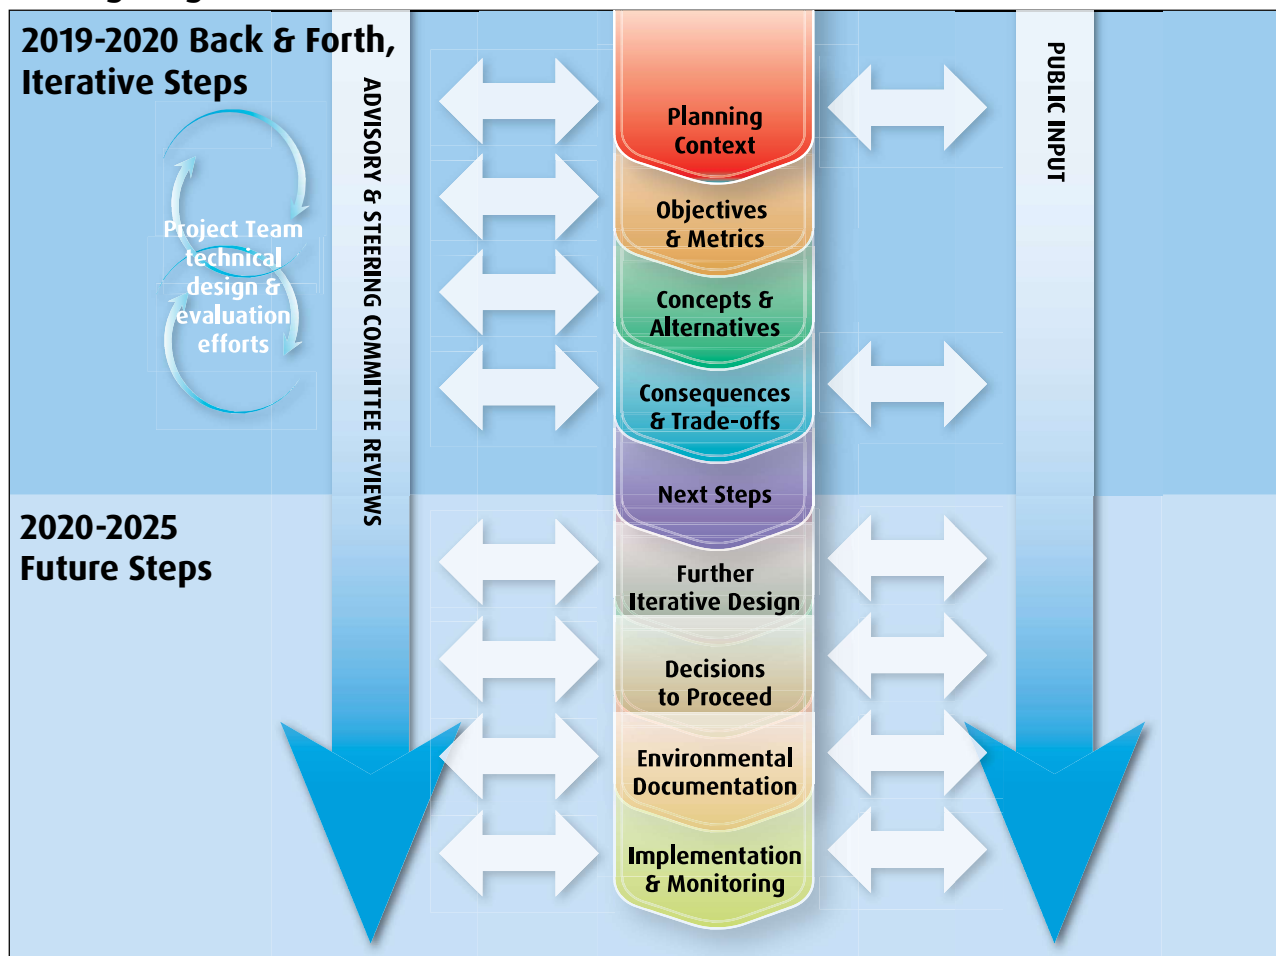 2019-2020 Back & Forth,
Iterative Steps
ADVISORY & STEERING COMMITTEE REVIEWS
PUBLIC INPUT
Project Team
technical
design &
evaluation
efforts
Planning
Context
Objectives
& Metrics
Concepts &
Alternatives
Consequences
& Trade-offs
Next Steps
2020-2025
Future Steps
Further
Iterative Design
Decisions
to Proceed
Environmental
Documentation
Implementation
& Monitoring